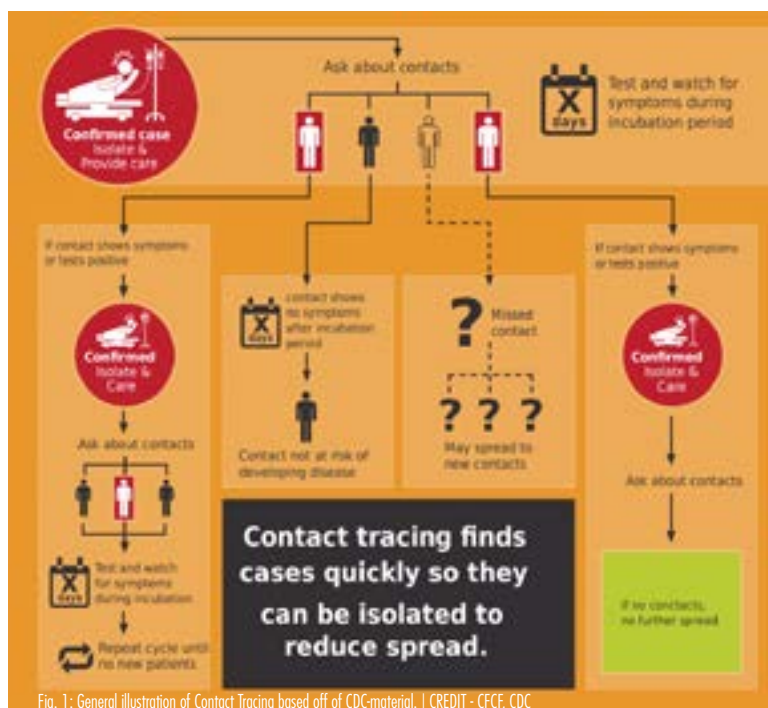 Ask about contacts
Confirmed case
Isolate &
Provide care
X
days
Test and watch for
symptoms during
incubation period
If contact shows symptoms
or tests positive
Confirmed
Isolate &
Care
Ask about contacts
X
days
Test and watch
for symptoms
during incubation
Repeat cycle until
no new patients
X
days
contact shows
no symptoms
after incubation
period
Contact not at risk of
developing disease
? Missed
contact
? ? ?
May spread to
new contacts
If contact shows symptoms
or tests positive
Confirmed
Isolate &
Care
Ask about contacts
If no conctacts,
no further spread
Contact tracing finds
cases quickly so they
can be isolated to
reduce spread.
Fig. 1: General illustration of Contact Tracing based off of CDC-material. | CREDIT - CFCF, CDC